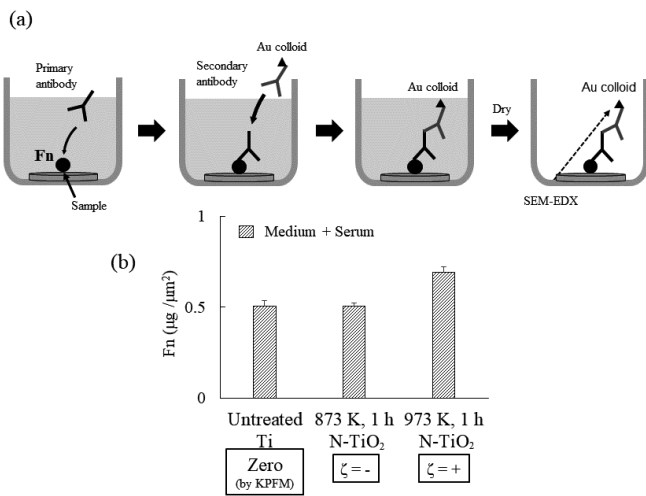 (a)
Primary
antibody
Fn
Sample
Au colloid
Secondary
antibody
Au colloid
Dry
Au colloid
SEM-EDX
(b)
Fn (μg /μm²)
1
0.5
0
Medium + Serum
Untreated
Ti
Zero
(by KPFM)
873 K, 1 h
N-TiO₂
ζ = -
973 K, 1 h
N-TiO₂
ζ = +